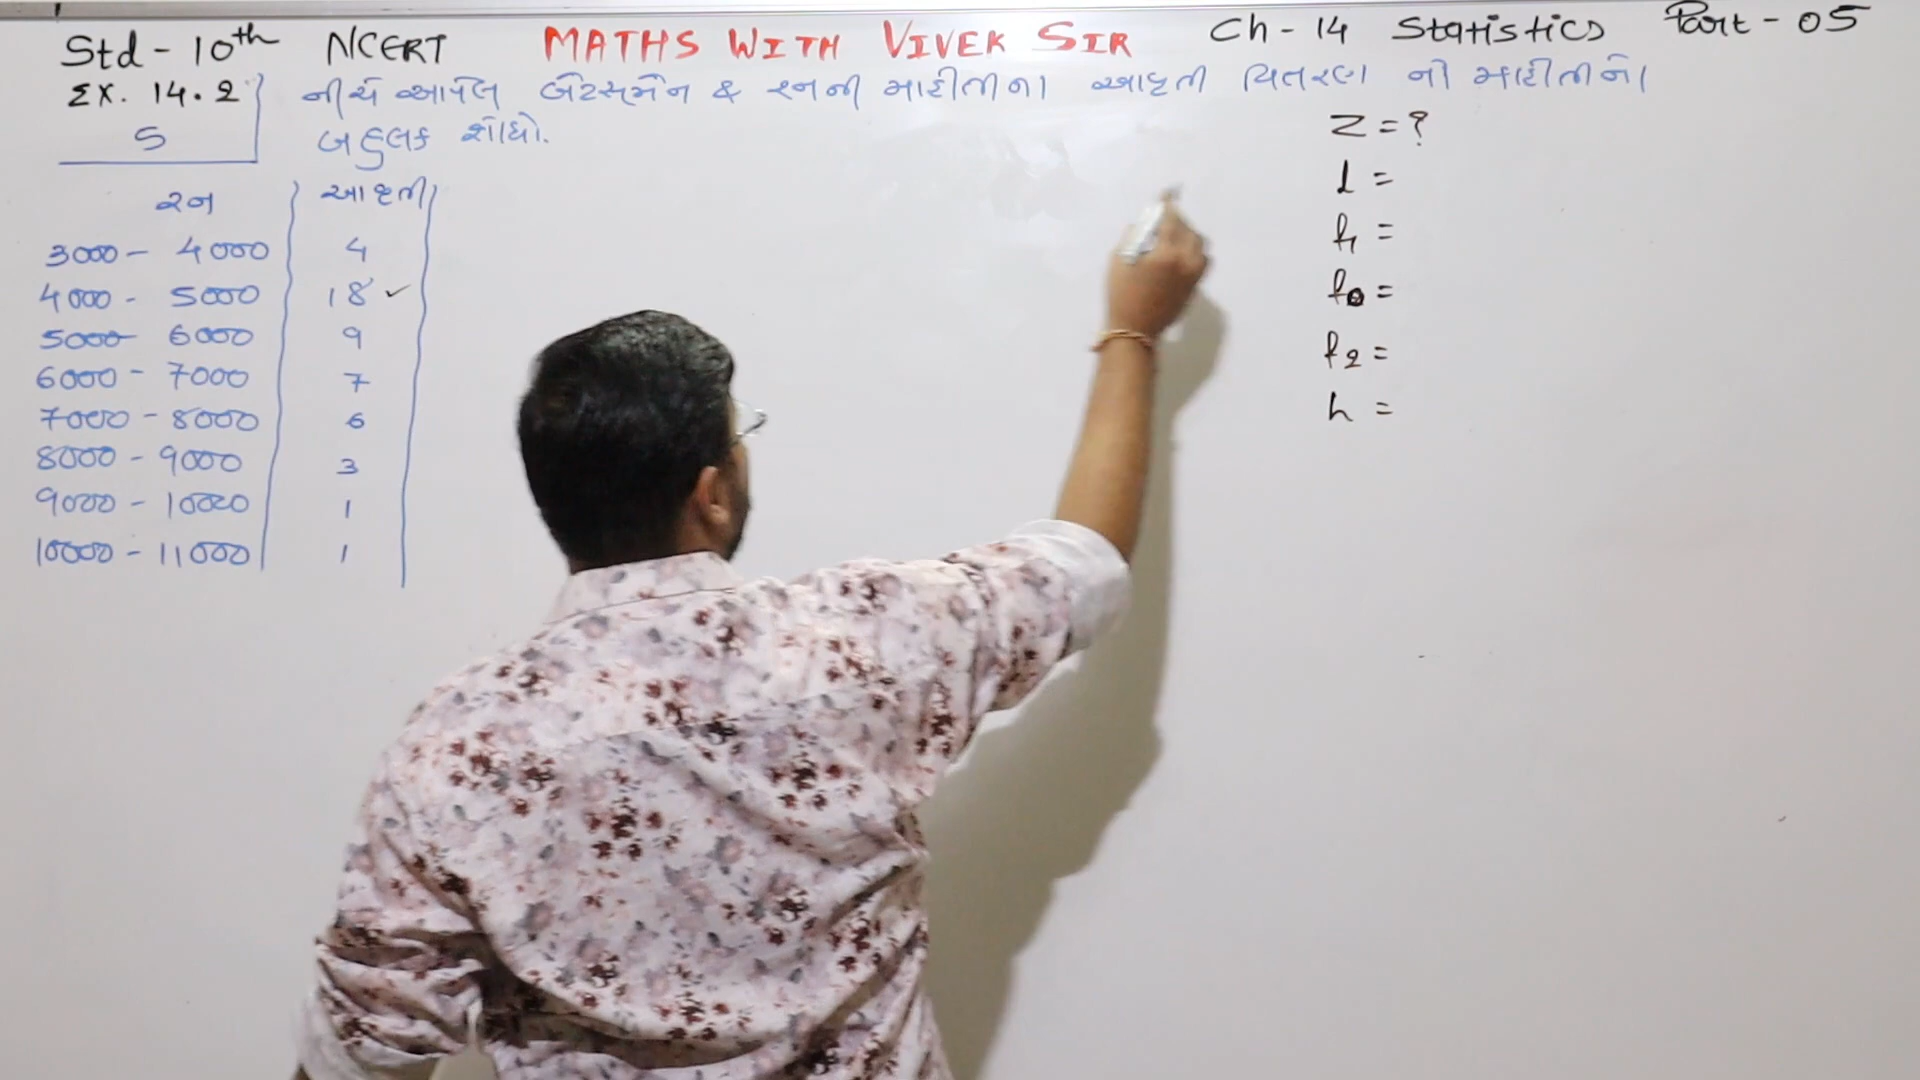 Std - 10th NCERT MATHS WITH VIVEK SIR Ch - 14 Statistics Part - 05
Ex. 14.2 નીચે આપેલ બેટ્સમેન & રનની માહીતીના આવૃતી વિતરણ ની માહીતીનો
5 બહુલક શોધો.
રન આવૃતી
3000 - 4000 4
4000 - 5000 18 ✓
5000 - 6000 9
6000 - 7000 7
7000 - 8000 6
8000 - 9000 3
9000 - 10000 1
10000 - 11000 1
Z = ?
l =
f1 =
f0 =
f2 =
h =